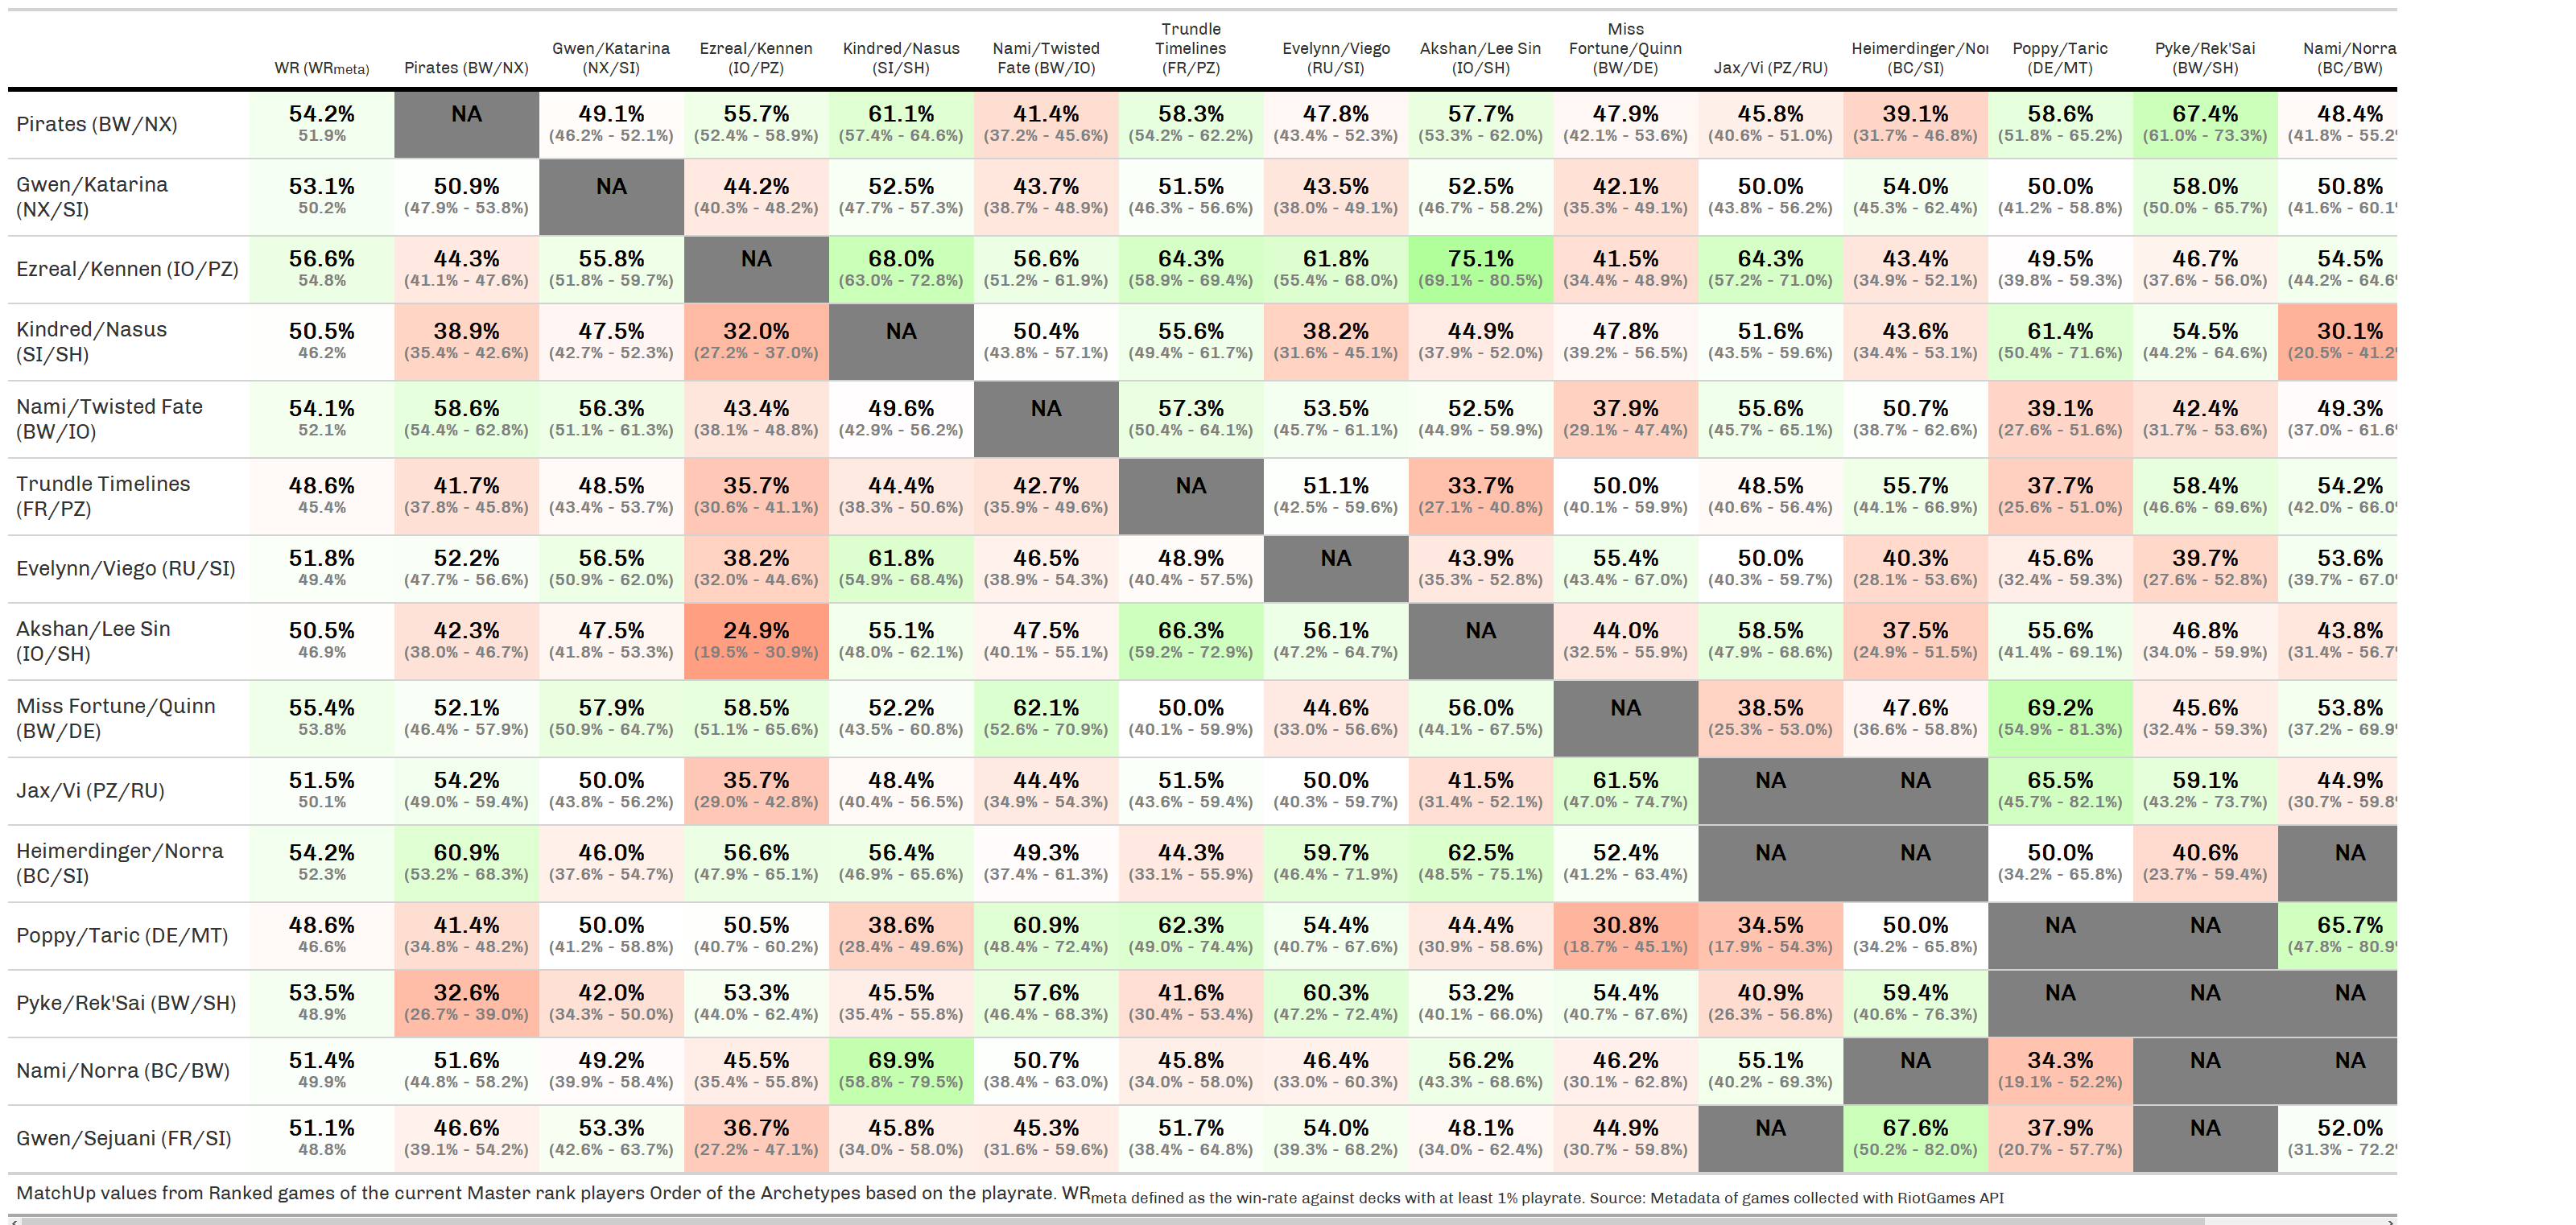 WR (WRmeta) Pirates (BW/NX) Gwen/Katarina (NX/SI) Ezreal/Kennen (IO/PZ) Kindred/Nasus (SI/SH) Nami/Twisted Fate (BW/IO) Trundle Timelines (FR/PZ) Evelynn/Viego (RU/SI) Akshan/Lee Sin (IO/SH) Miss Fortune/Quinn (BW/DE) Jax/Vi (PZ/RU) Heimerdinger/Nor (BC/SI) Poppy/Taric (DE/MT) Pyke/Rek'Sai (BW/SH) Nami/Norra (BC/BW)
Pirates (BW/NX) 54.2% NA 49.1% 55.7% 61.1% 41.4% 58.3% 47.8% 57.7% 47.9% 45.8% 39.1% 58.6% 67.4% 48.4%
51.9% (46.2% - 52.1%) (52.4% - 58.9%) (57.4% - 64.6%) (37.2% - 45.6%) (54.2% - 62.2%) (43.4% - 52.3%) (53.3% - 62.0%) (42.1% - 53.6%) (40.6% - 51.0%) (31.7% - 46.8%) (51.8% - 65.2%) (61.0% - 73.3%) (41.8% - 55.2
Gwen/Katarina (NX/SI) 53.1% 50.9% NA 44.2% 52.5% 43.7% 51.5% 43.5% 52.5% 42.1% 50.0% 54.0% 50.0% 58.0% 50.8%
50.2% (47.9% - 53.8%) (40.3% - 48.2%) (47.7% - 57.3%) (38.7% - 48.9%) (46.3% - 56.6%) (38.0% - 49.1%) (46.7% - 58.2%) (35.3% - 49.1%) (43.8% - 56.2%) (45.3% - 62.4%) (41.2% - 58.8%) (50.0% - 65.7%) (41.6% - 60.1
Ezreal/Kennen (IO/PZ) 56.6% 44.3% 55.8% NA 68.0% 56.6% 64.3% 61.8% 75.1% 41.5% 64.3% 43.4% 49.5% 46.7% 54.5%
54.8% (41.1% - 47.6%) (51.8% - 59.7%) (63.0% - 72.8%) (51.2% - 61.9%) (58.9% - 69.4%) (55.4% - 68.0%) (69.1% - 80.5%) (34.4% - 48.9%) (57.2% - 71.0%) (34.9% - 52.1%) (39.8% - 59.3%) (37.6% - 56.0%) (44.2% - 64.6
Kindred/Nasus (SI/SH) 50.5% 38.9% 47.5% 32.0% NA 50.4% 55.6% 38.2% 44.9% 47.8% 51.6% 43.6% 61.4% 54.5% 30.1%
46.2% (35.4% - 42.6%) (42.7% - 52.3%) (27.2% - 37.0%) (43.8% - 57.1%) (49.4% - 61.7%) (31.6% - 45.1%) (37.9% - 52.0%) (39.2% - 56.5%) (43.5% - 59.6%) (34.4% - 53.1%) (50.4% - 71.6%) (44.2% - 64.6%) (20.5% - 41.2
Nami/Twisted Fate (BW/IO) 54.1% 58.6% 56.3% 43.4% 49.6% NA 57.3% 53.5% 52.5% 37.9% 55.6% 50.7% 39.1% 42.4% 49.3%
52.1% (54.4% - 62.8%) (51.1% - 61.3%) (38.1% - 48.8%) (42.9% - 56.2%) (50.4% - 64.1%) (45.7% - 61.1%) (44.9% - 59.9%) (29.1% - 47.4%) (45.7% - 65.1%) (38.7% - 62.6%) (27.6% - 51.6%) (31.7% - 53.6%) (37.0% - 61.6
Trundle Timelines (FR/PZ) 48.6% 41.7% 48.5% 35.7% 44.4% 42.7% NA 51.1% 33.7% 50.0% 48.5% 55.7% 37.7% 58.4% 54.2%
45.4% (37.8% - 45.8%) (43.4% - 53.7%) (30.6% - 41.1%) (38.3% - 50.6%) (35.9% - 49.6%) (42.5% - 59.6%) (27.1% - 40.8%) (40.1% - 59.9%) (40.6% - 56.4%) (44.1% - 66.9%) (25.6% - 51.0%) (46.6% - 69.6%) (42.0% - 66.0
Evelynn/Viego (RU/SI) 51.8% 52.2% 56.5% 38.2% 61.8% 46.5% 48.9% NA 43.9% 55.4% 50.0% 40.3% 45.6% 39.7% 53.6%
49.4% (47.7% - 56.6%) (50.9% - 62.0%) (32.0% - 44.6%) (54.9% - 68.4%) (38.9% - 54.3%) (40.4% - 57.5%) (35.3% - 52.8%) (43.4% - 67.0%) (40.3% - 59.7%) (28.1% - 53.6%) (32.4% - 59.3%) (27.6% - 52.8%) (39.7% - 67.0
Akshan/Lee Sin (IO/SH) 50.5% 42.3% 47.5% 24.9% 55.1% 47.5% 66.3% 56.1% NA 44.0% 58.5% 37.5% 55.6% 46.8% 43.8%
46.9% (38.0% - 46.7%) (41.8% - 53.3%) (19.5% - 30.9%) (48.0% - 62.1%) (40.1% - 55.1%) (59.2% - 72.9%) (47.2% - 64.7%) (32.5% - 55.9%) (47.9% - 68.6%) (24.9% - 51.5%) (41.4% - 69.1%) (34.0% - 59.9%) (31.4% - 56.7
Miss Fortune/Quinn (BW/DE) 55.4% 52.1% 57.9% 58.5% 52.2% 62.1% 50.0% 44.6% 56.0% NA 38.5% 47.6% 69.2% 45.6% 53.8%
53.8% (46.4% - 57.9%) (50.9% - 64.7%) (51.1% - 65.6%) (43.5% - 60.8%) (52.6% - 70.9%) (40.1% - 59.9%) (33.0% - 56.6%) (44.1% - 67.5%) (25.3% - 53.0%) (36.6% - 58.8%) (54.9% - 81.3%) (32.4% - 59.3%) (37.2% - 69.9
Jax/Vi (PZ/RU) 51.5% 54.2% 50.0% 35.7% 48.4% 44.4% 51.5% 50.0% 41.5% 61.5% NA NA 65.5% 59.1% 44.9%
50.1% (49.0% - 59.4%) (43.8% - 56.2%) (29.0% - 42.8%) (40.4% - 56.5%) (34.9% - 54.3%) (43.6% - 59.4%) (40.3% - 59.7%) (31.4% - 52.1%) (47.0% - 74.7%) (45.7% - 82.1%) (43.2% - 73.7%) (30.7% - 59.8
Heimerdinger/Norra (BC/SI) 54.2% 60.9% 46.0% 56.6% 56.4% 49.3% 44.3% 59.7% 62.5% 52.4% NA NA 50.0% 40.6% NA
52.3% (53.2% - 68.3%) (37.6% - 54.7%) (47.9% - 65.1%) (46.9% - 65.6%) (37.4% - 61.3%) (33.1% - 55.9%) (46.4% - 71.9%) (48.5% - 75.1%) (41.2% - 63.4%) (34.2% - 65.8%) (23.7% - 59.4%)
Poppy/Taric (DE/MT) 48.6% 41.4% 50.0% 50.5% 38.6% 60.9% 62.3% 54.4% 44.4% 30.8% 34.5% 50.0% NA NA 65.7%
46.6% (34.8% - 48.2%) (41.2% - 58.8%) (40.7% - 60.2%) (28.4% - 49.6%) (48.4% - 72.4%) (49.0% - 74.4%) (40.7% - 67.6%) (30.9% - 58.6%) (18.7% - 45.1%) (17.9% - 54.3%) (34.2% - 65.8%) (47.8% - 80.9
Pyke/Rek'Sai (BW/SH) 53.5% 32.6% 42.0% 53.3% 45.5% 57.6% 41.6% 60.3% 53.2% 54.4% 40.9% 59.4% NA NA NA
48.9% (26.7% - 39.0%) (34.3% - 50.0%) (44.0% - 62.4%) (35.4% - 55.8%) (46.4% - 68.3%) (30.4% - 53.4%) (47.2% - 72.4%) (40.1% - 66.0%) (40.7% - 67.6%) (26.3% - 56.8%) (40.6% - 76.3%)
Nami/Norra (BC/BW) 51.4% 51.6% 49.2% 45.5% 69.9% 50.7% 45.8% 46.4% 56.2% 46.2% 55.1% NA 34.3% NA NA
49.9% (44.8% - 58.2%) (39.9% - 58.4%) (35.4% - 55.8%) (58.8% - 79.5%) (38.4% - 63.0%) (34.0% - 58.0%) (33.0% - 60.3%) (43.3% - 68.6%) (30.1% - 62.8%) (40.2% - 69.3%) (19.1% - 52.2%)
Gwen/Sejuani (FR/SI) 51.1% 46.6% 53.3% 36.7% 45.8% 45.3% 51.7% 54.0% 48.1% 44.9% NA 67.6% 37.9% NA 52.0%
48.8% (39.1% - 54.2%) (42.6% - 63.7%) (27.2% - 47.1%) (34.0% - 58.0%) (31.6% - 59.6%) (38.4% - 64.8%) (39.3% - 68.2%) (34.0% - 62.4%) (30.7% - 59.8%) (50.2% - 82.0%) (20.7% - 57.7%) (31.3% - 72.2
MatchUp values from Ranked games of the current Master rank players Order of the Archetypes based on the playrate. WRmeta defined as the win-rate against decks with at least 1% playrate. Source: Metadata of games collected with RiotGames API